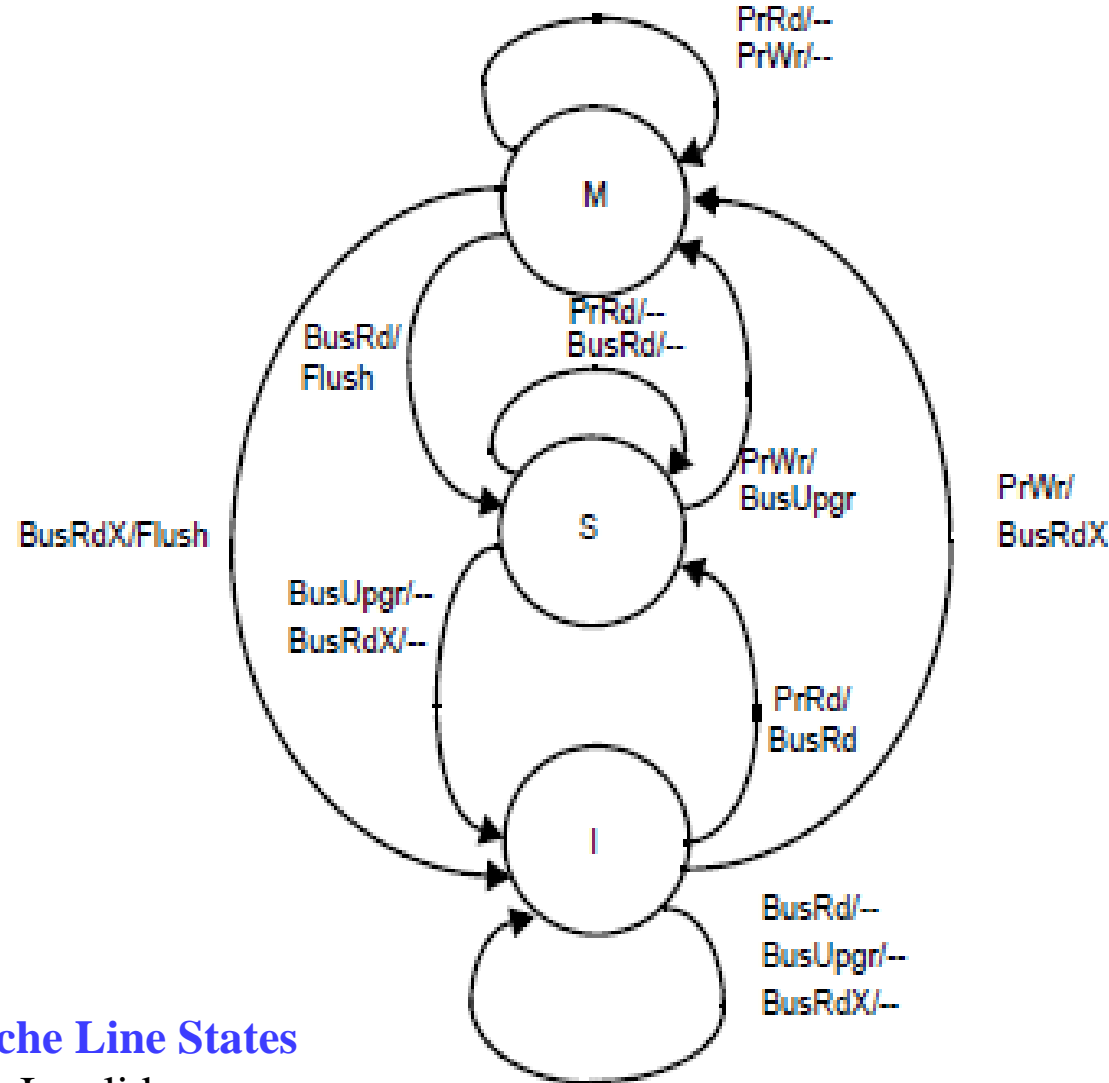 PrRd/--
PrWr/--
M
PrRd/--
BusRd/--
BusRd/
Flush
PrWr/
BusUpgr
PrWr/
BusRdX
S
BusRdX/Flush
BusUpgr/--
BusRdX/--
PrRd/
BusRd
I
BusRd/--
BusUpgr/--
BusRdX/--
che Line States